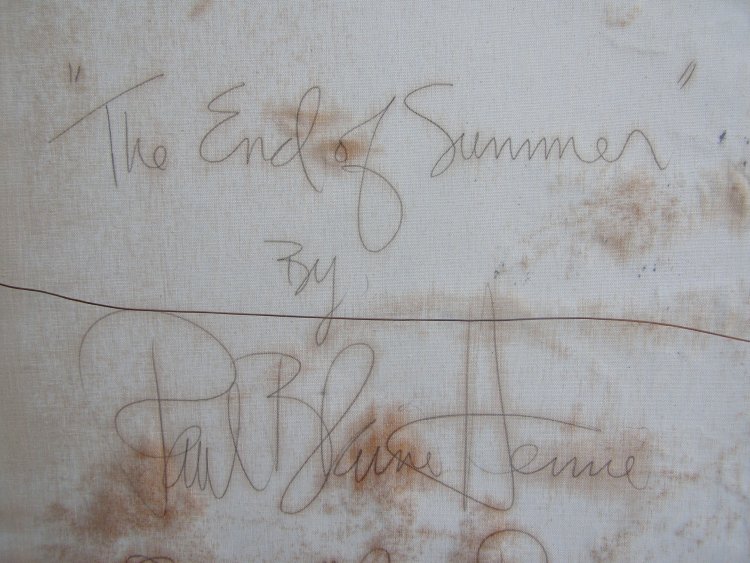 "The End of Summer"
By
Paul Blaine Henrie